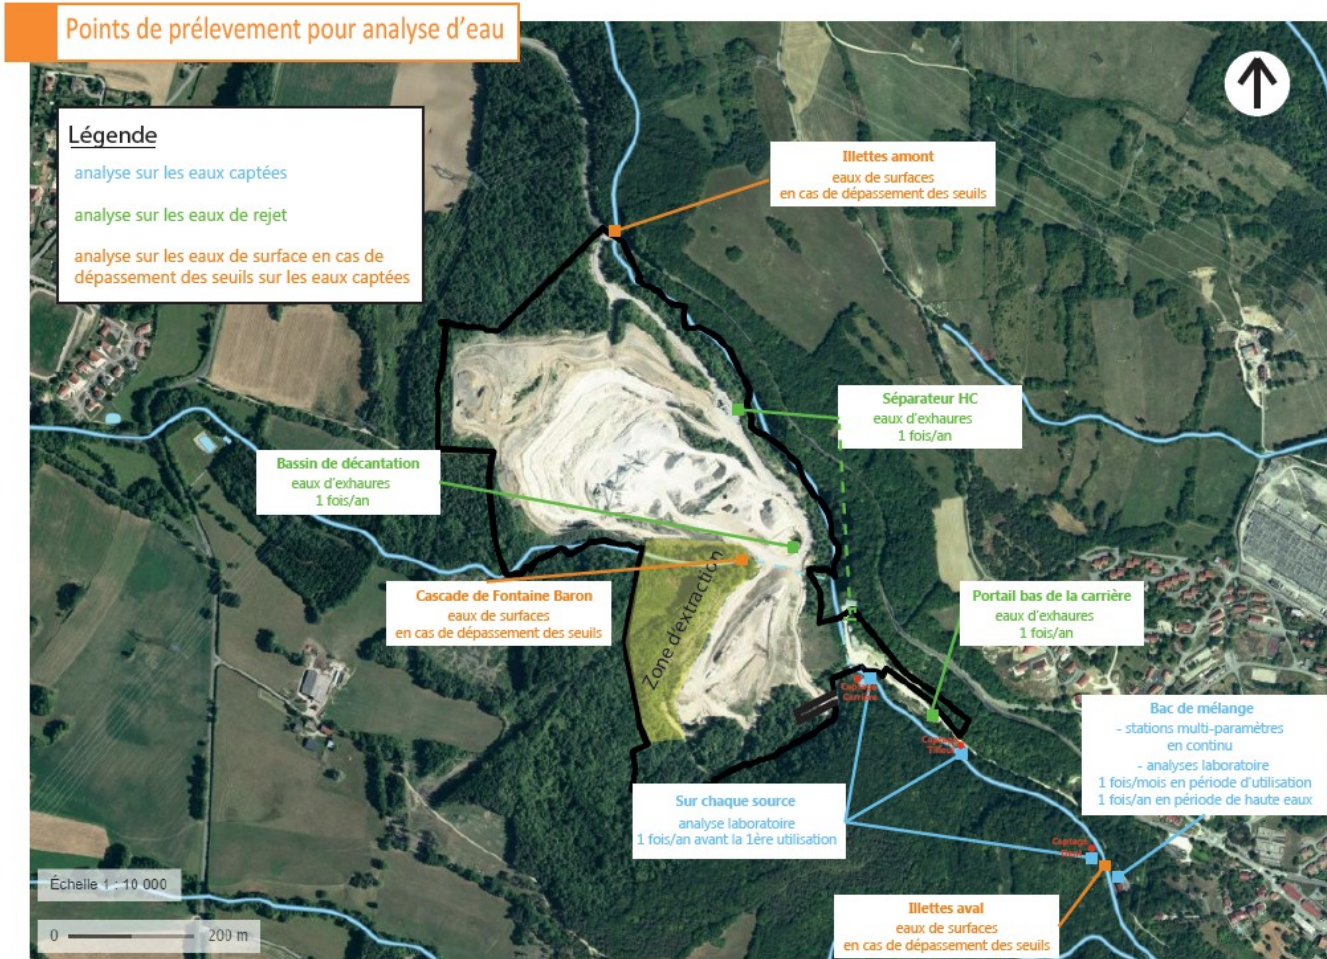 Points de prélevement pour analyse d'eau
Légende
analyse sur les eaux captées
analyse sur les eaux de rejet
analyse sur les eaux de surface en cas de
dépassement des seuils sur les eaux captées
Illettes amont
eaux de surfaces
en cas de dépassement des seuils
Séparateur HC
eaux d'exhaures
1 fois/an
Bassin de décantation
eaux d'exhaures
1 fois/an
Zone d'extraction
Cascade de Fontaine Baron
eaux de surfaces
en cas de dépassement des seuils
Portail bas de la carrière
eaux d'exhaures
1 fois/an
Captage
Carrière
Captage
Tilleul
Bac de mélange
- stations multi-paramètres
en continu
- analyses laboratoire
1 fois/mois en période d'utilisation
1 fois/an en période de haute eaux
Sur chaque source
analyse laboratoire
1 fois/an avant la 1ère utilisation
Captage
Illettes aval
eaux de surfaces
en cas de dépassement des seuils
Échelle 1 : 10 000
0 200 m